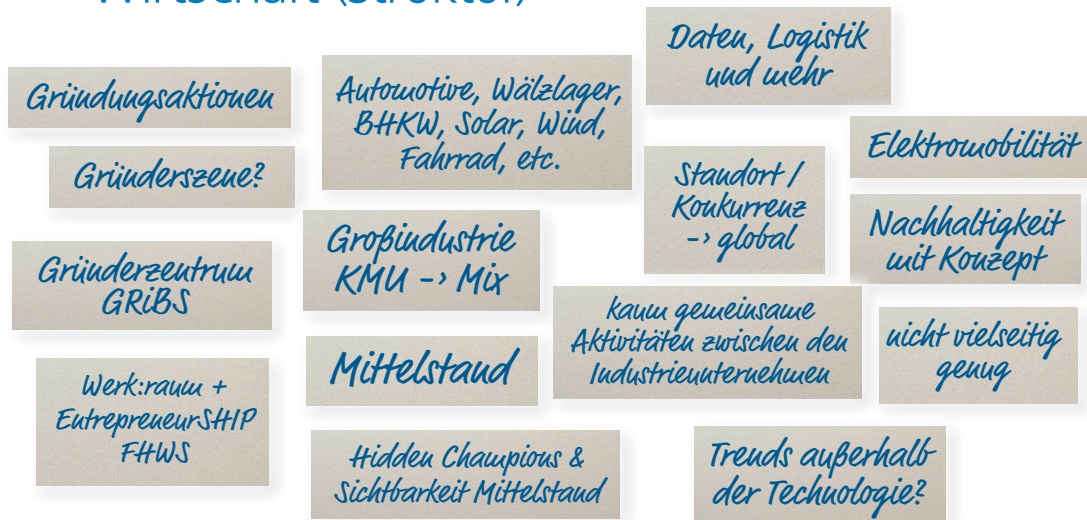 Wirtschaft (Struktur)
Gründungsaktionen
Gründerszene?
Gründerzentrum
GRiBS
Werk:raum +
EntrepreneurSHIP
FHWS
Automotive, Wälzlager,
BHKW, Solar, Wind,
Fahrrad, etc.
Großindustrie
KMU -> Mix
Mittelstand
Hidden Champions &
Sichtbarkeit Mittelstand
Daten, Logistik
und mehr
Standort /
Konkurrenz
-> global
kaum gemeinsame
Aktivitäten zwischen den
Industrieunternehmen
Trends außerhalb
der Technologie?
Elektromobilität
Nachhaltigkeit
mit Konzept
nicht vielseitig
genug